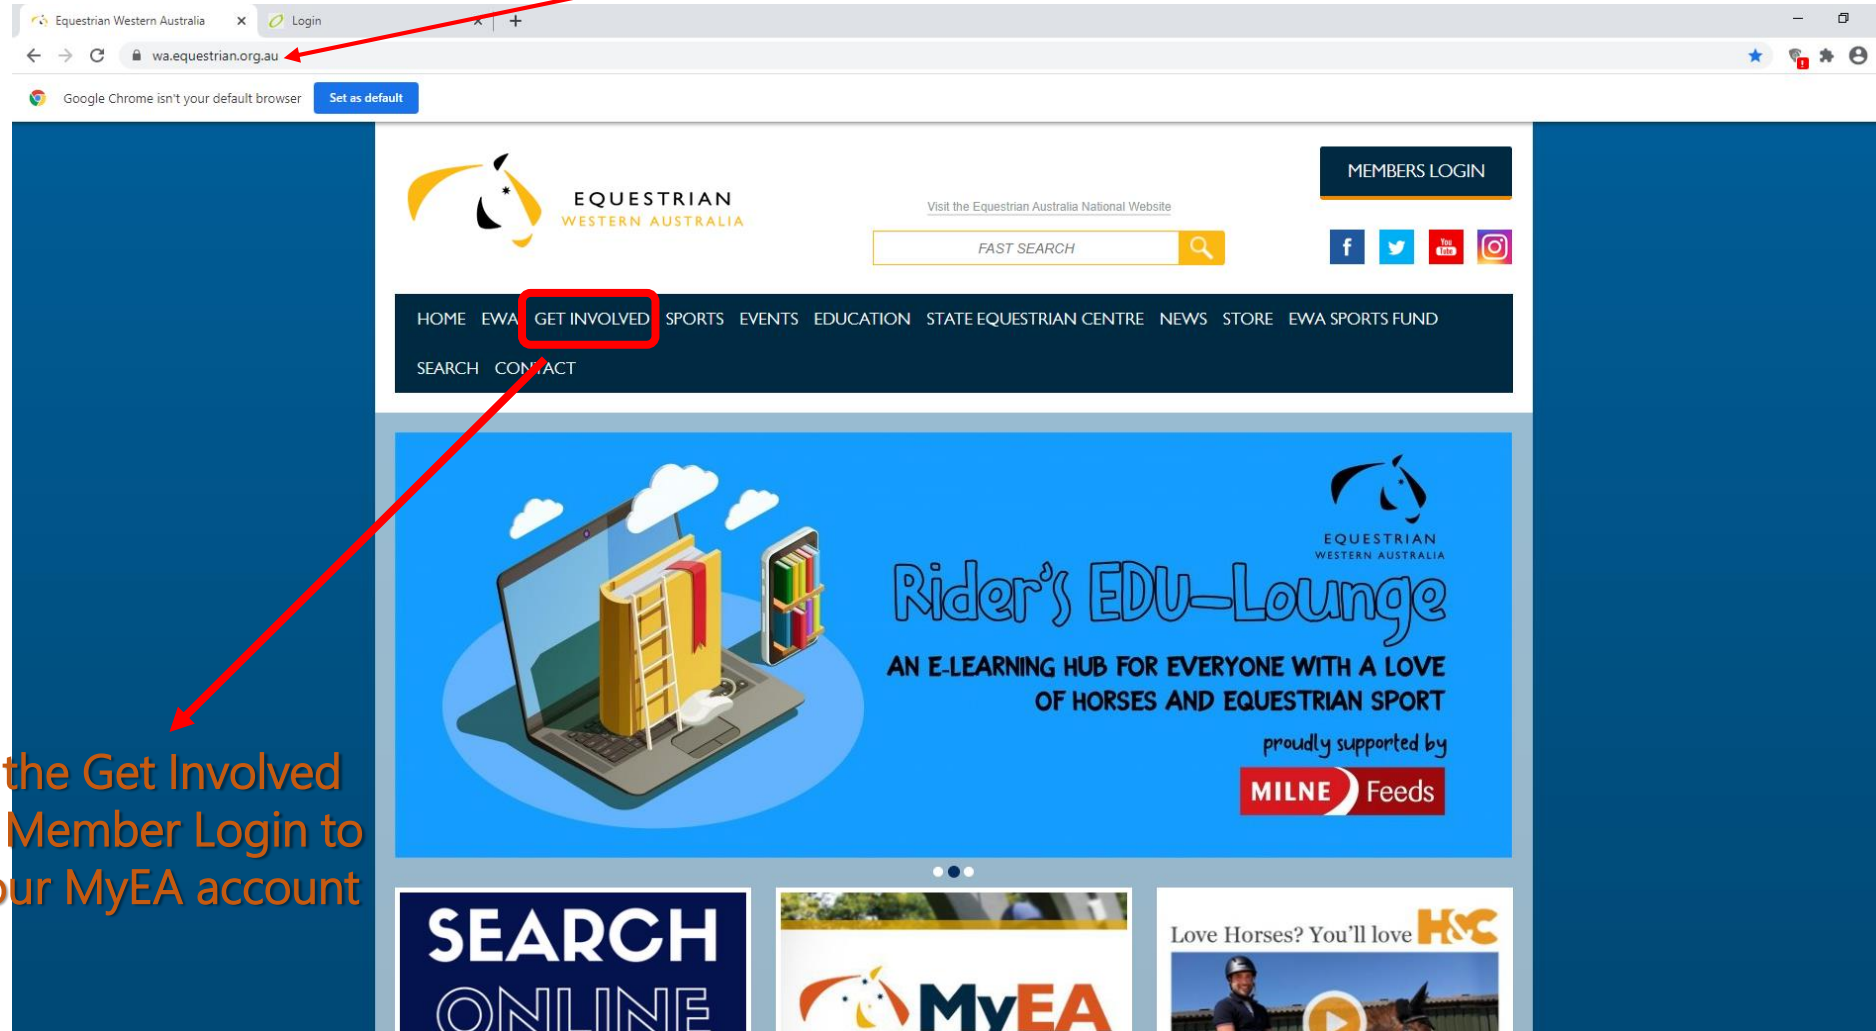 Equestrian Western Australia
Login
wa.equestrian.org.au
Google Chrome isn't your default browser
Set as default
EQUESTRIAN
WESTERN AUSTRALIA
Visit the Equestrian Australia National Website
FAST SEARCH
MEMBERS LOGIN
You
Tube
HOME EWA GET INVOLVED SPORTS EVENTS EDUCATION STATE EQUESTRIAN CENTRE NEWS STORE EWA SPORTS FUND
SEARCH CONTACT
EQUESTRIAN
WESTERN AUSTRALIA
Rider's EDU-Lounge
AN E-LEARNING HUB FOR EVERYONE WITH A LOVE
OF HORSES AND EQUESTRIAN SPORT
proudly supported by
MILNE Feeds
the Get Involved
Member Login to
our MyEA account
SEARCH
ONLINE
MyEA
Love Horses? You'll love H&C